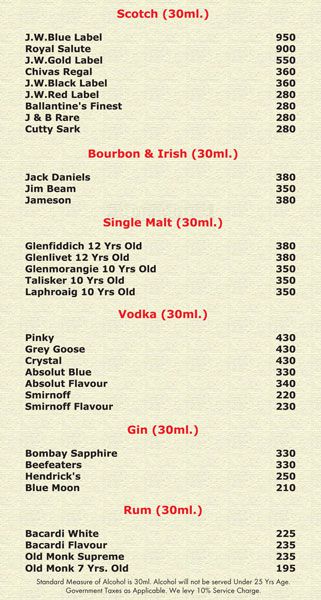 Scotch (30ml.)
J.W.Blue Label 950
Royal Salute 900
J.W.Gold Label 550
Chivas Regal 360
J.W.Black Label 360
J.W.Red Label 280
Ballantine's Finest 280
J & B Rare 280
Cutty Sark 280
Bourbon & Irish (30ml.)
Jack Daniels 380
Jim Beam 350
Jameson 380
Single Malt (30ml.)
Glenfiddich 12 Yrs Old 380
Glenlivet 12 Yrs Old 380
Glenmorangie 10 Yrs Old 350
Talisker 10 Yrs Old 350
Laphroaig 10 Yrs Old 350
Vodka (30ml.)
Pinky 430
Grey Goose 430
Crystal 430
Absolut Blue 330
Absolut Flavour 340
Smirnoff 220
Smirnoff Flavour 230
Gin (30ml.)
Bombay Sapphire 330
Beefeaters 330
Hendrick's 250
Blue Moon 210
Rum (30ml.)
Bacardi White 225
Bacardi Flavour 235
Old Monk Supreme 235
Old Monk 7 Yrs. Old 195
Standard Measure of Alcohol is 30ml. Alcohol will not be served Under 25 Yrs Age.
Government Taxes as Applicable. We levy 10% Service Charge.